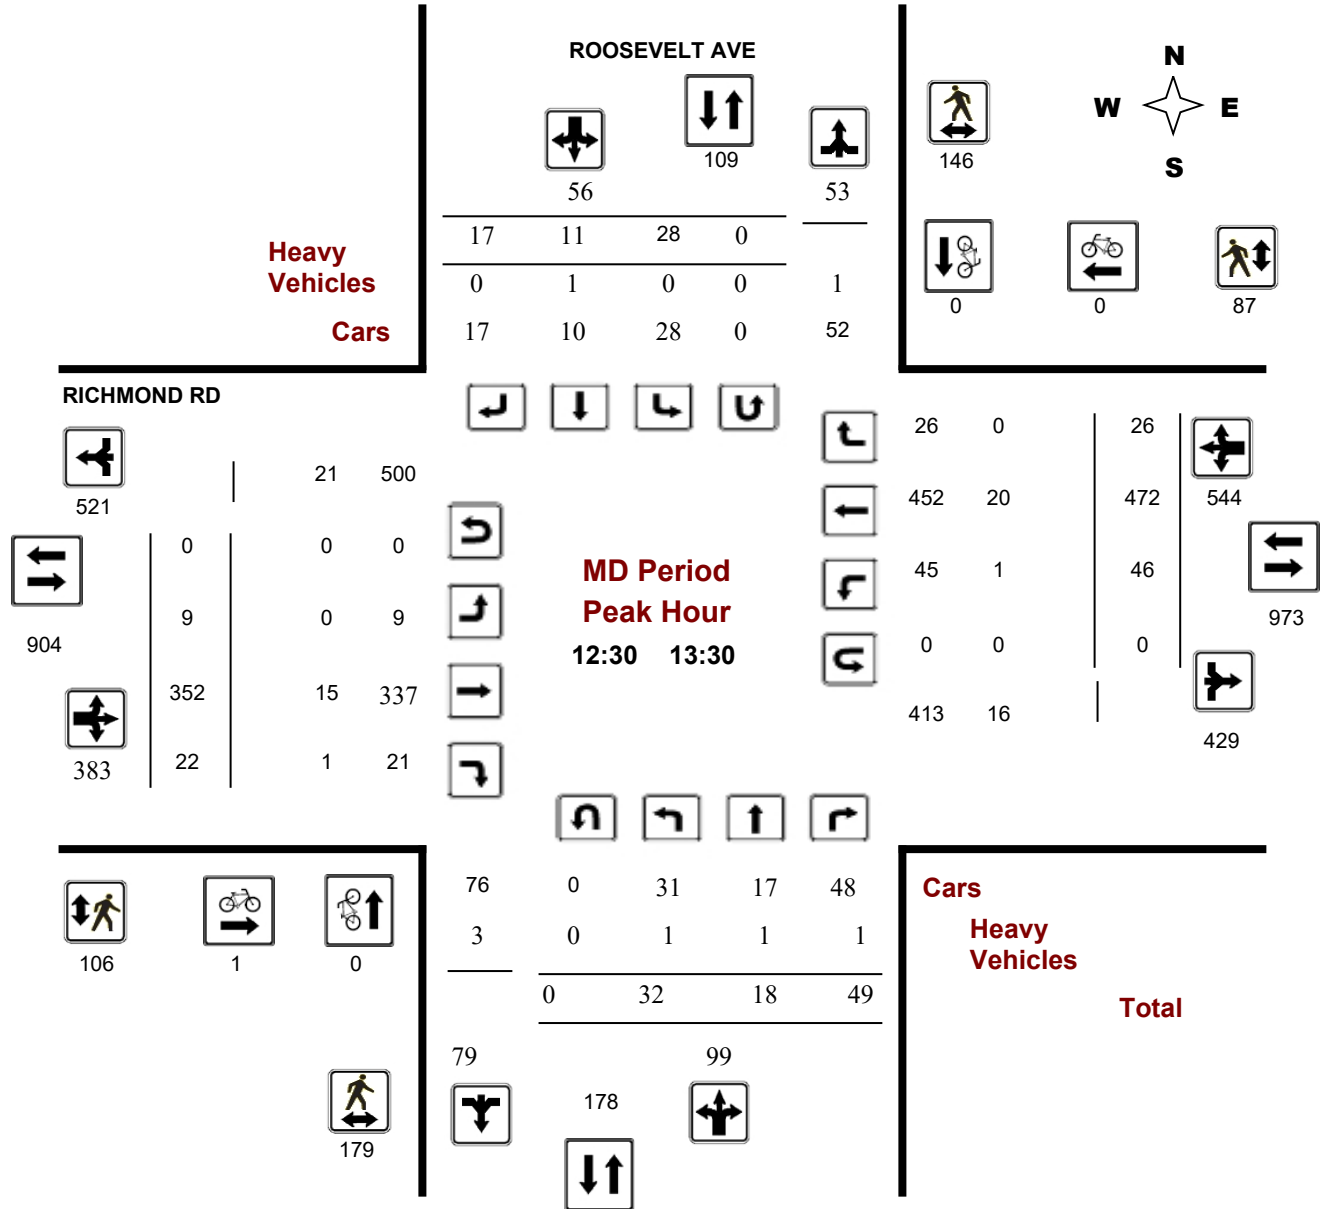 ROOSEVELT AVE
N
W E
S
109
146
56 53
17 11 28 0
Heavy
Vehicles
0 1 0 0 1
0 0 87
Cars
17 10 28 0 52
RICHMOND RD
26 0 26
21 500
521
452 20 472 544
0 0 0
MD Period
45 1 46
Peak Hour
9 0 9
973
904
12:30 13:30
0 0 0
352 15 337
413 16
429
383 22 1 21
76 0 31 17 48
Cars
3 0 1 1 1
Heavy
Vehicles
106 1 0
0 32 18 49
Total
79 99
178
179